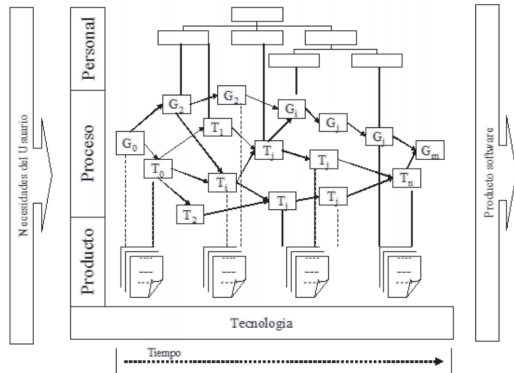 Necesidades del Usuario
Personal
Proceso
Producto
G0
G2
G2
T1
Gi
Gj
Gj
Gm
T0
Ti
Tj
Tj
Tn
T2
Ti
Tj
Tecnologia
Tiempo
Producto software